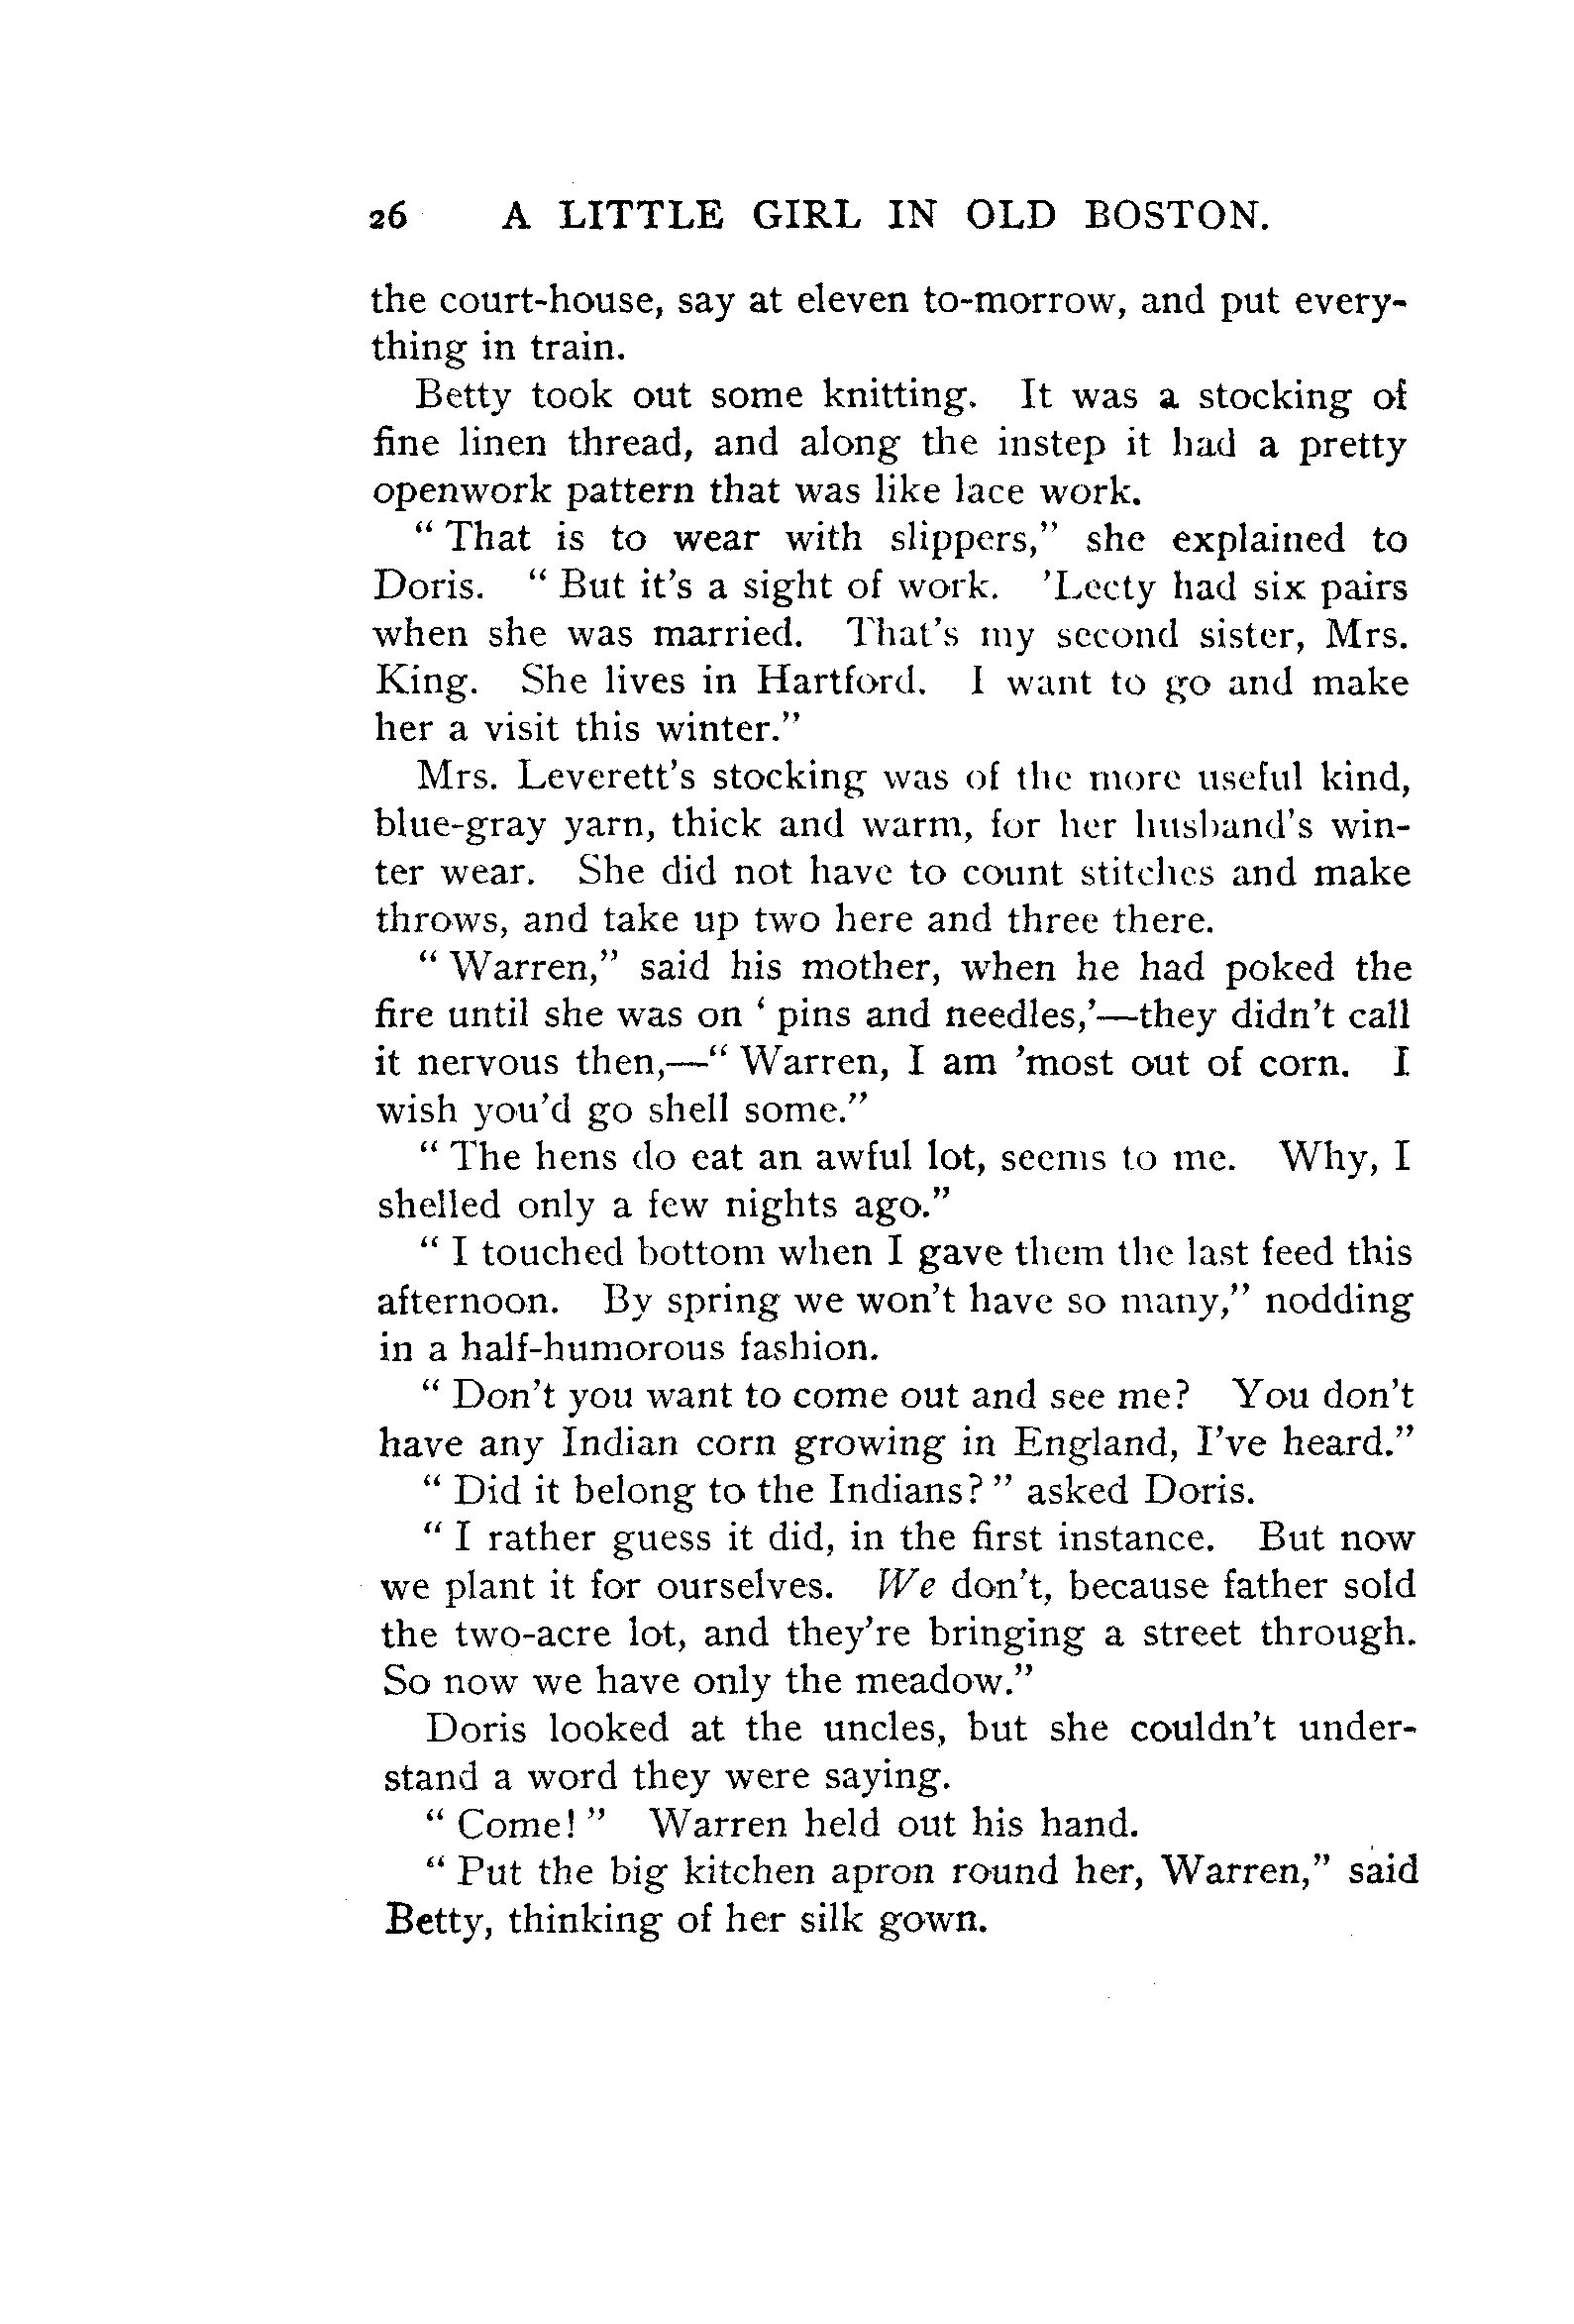 26 A LITTLE GIRL IN OLD BOSTON.
the court-house, say at eleven to-morrow, and put every-
thing in train.
Betty took out some knitting. It was a stocking of
fine linen thread, and along the instep it had a pretty
openwork pattern that was like lace work.
“ That is to wear with slippers,” she explained to
Doris. “ But it’s a sight of work. ’Lecty had six pairs
when she was married. That’s my second sister, Mrs.
King. She lives in Hartford. I want to go and make
her a visit this winter.”
Mrs. Leverett’s stocking was of the more useful kind,
blue-gray yarn, thick and warm, for her husband’s win-
ter wear. She did not have to count stitches and make
throws, and take up two here and three there.
“ Warren,” said his mother, when he had poked the
fire until she was on ‘ pins and needles,’—they didn’t call
it nervous then,—“ Warren, I am ’most out of corn. I
wish you’d go shell some.”
“ The hens do eat an awful lot, seems to me. Why, I
shelled only a few nights ago.”
“ I touched bottom when I gave them the last feed this
afternoon. By spring we won’t have so many,” nodding
in a half-humorous fashion.
“ Don’t you want to come out and see me? You don’t
have any Indian corn growing in England, I’ve heard.”
“ Did it belong to the Indians? ” asked Doris.
“ I rather guess it did, in the first instance. But now
we plant it for ourselves. We don’t, because father sold
the two-acre lot, and they’re bringing a street through.
So now we have only the meadow.”
Doris looked at the uncles, but she couldn’t under-
stand a word they were saying.
“ Come! ” Warren held out his hand.
“ Put the big kitchen apron round her, Warren,” said
Betty, thinking of her silk gown.